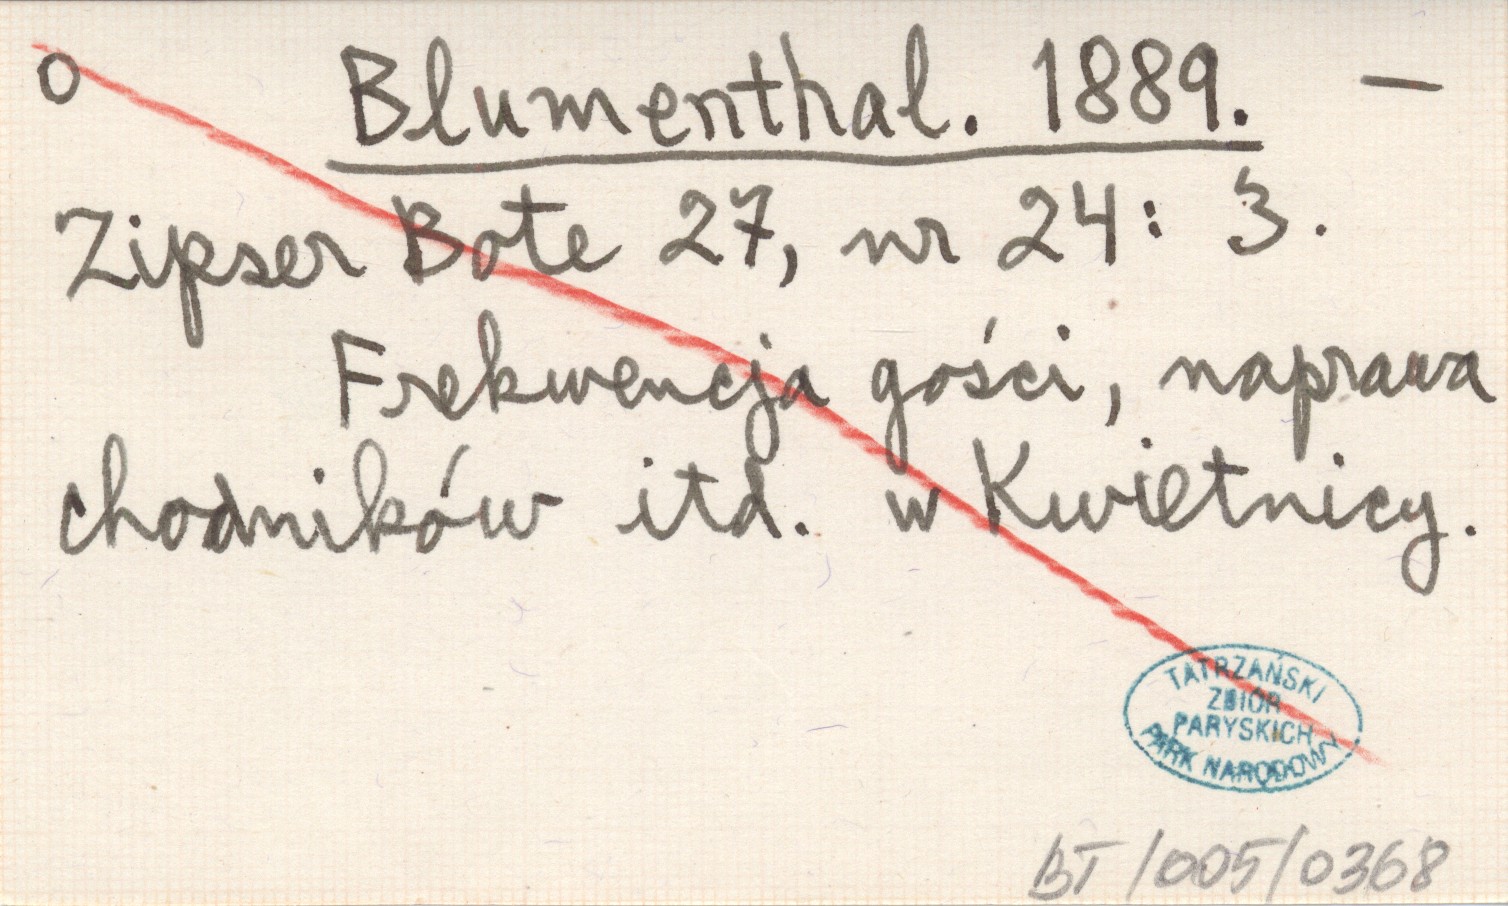 o Blumenthal. 1889. —
Zipser Bote 27, nr 24: 3.
Frekwencja gości, naprawa
chodników itd. w Kwietnicy.
TATRZAŃSKI
ZBIÓR
PARYSKICH
PARK NARODOWY
BT/005/0368